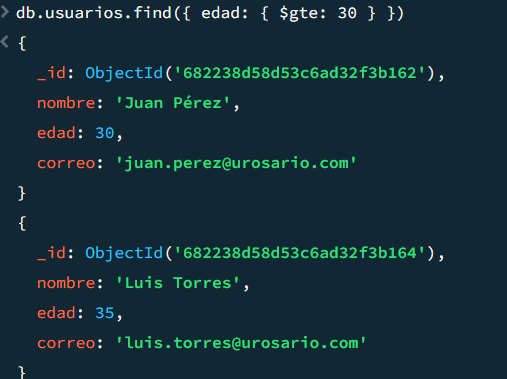 > db.usuarios.find({ edad: { $gte: 30 } })
< {
_id: ObjectId('682238d58d53c6ad32f3b162'),
nombre: 'Juan Pérez',
edad: 30,
correo: 'juan.perez@urosario.com'
}
{
_id: ObjectId('682238d58d53c6ad32f3b164'),
nombre: 'Luis Torres',
edad: 35,
correo: 'luis.torres@urosario.com'
}